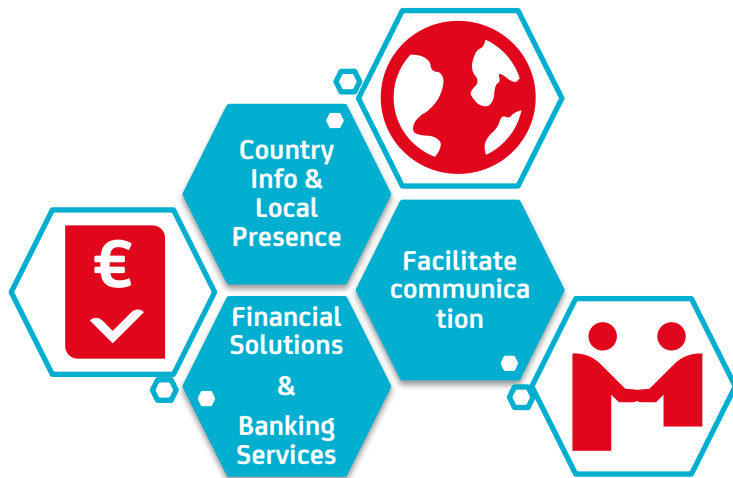 Country
Info &
Local
Presence
Facilitate
communica
tion
€
Financial
Solutions
&
Banking
Services